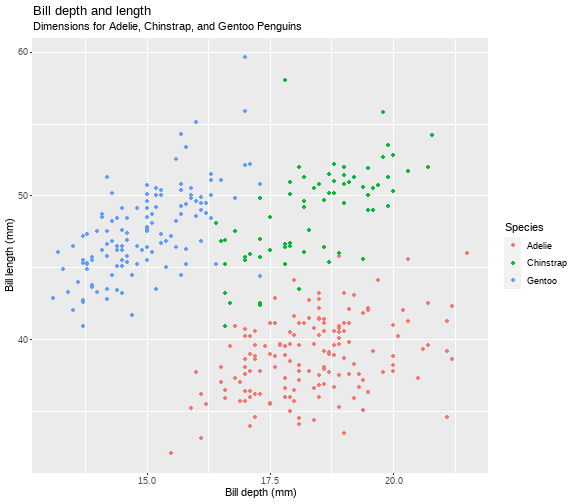 Bill depth and length
Dimensions for Adelie, Chinstrap, and Gentoo Penguins
60
50
40
Bill length (mm)
15.0 17.5 20.0
Bill depth (mm)
Species
Adelie
Chinstrap
Gentoo